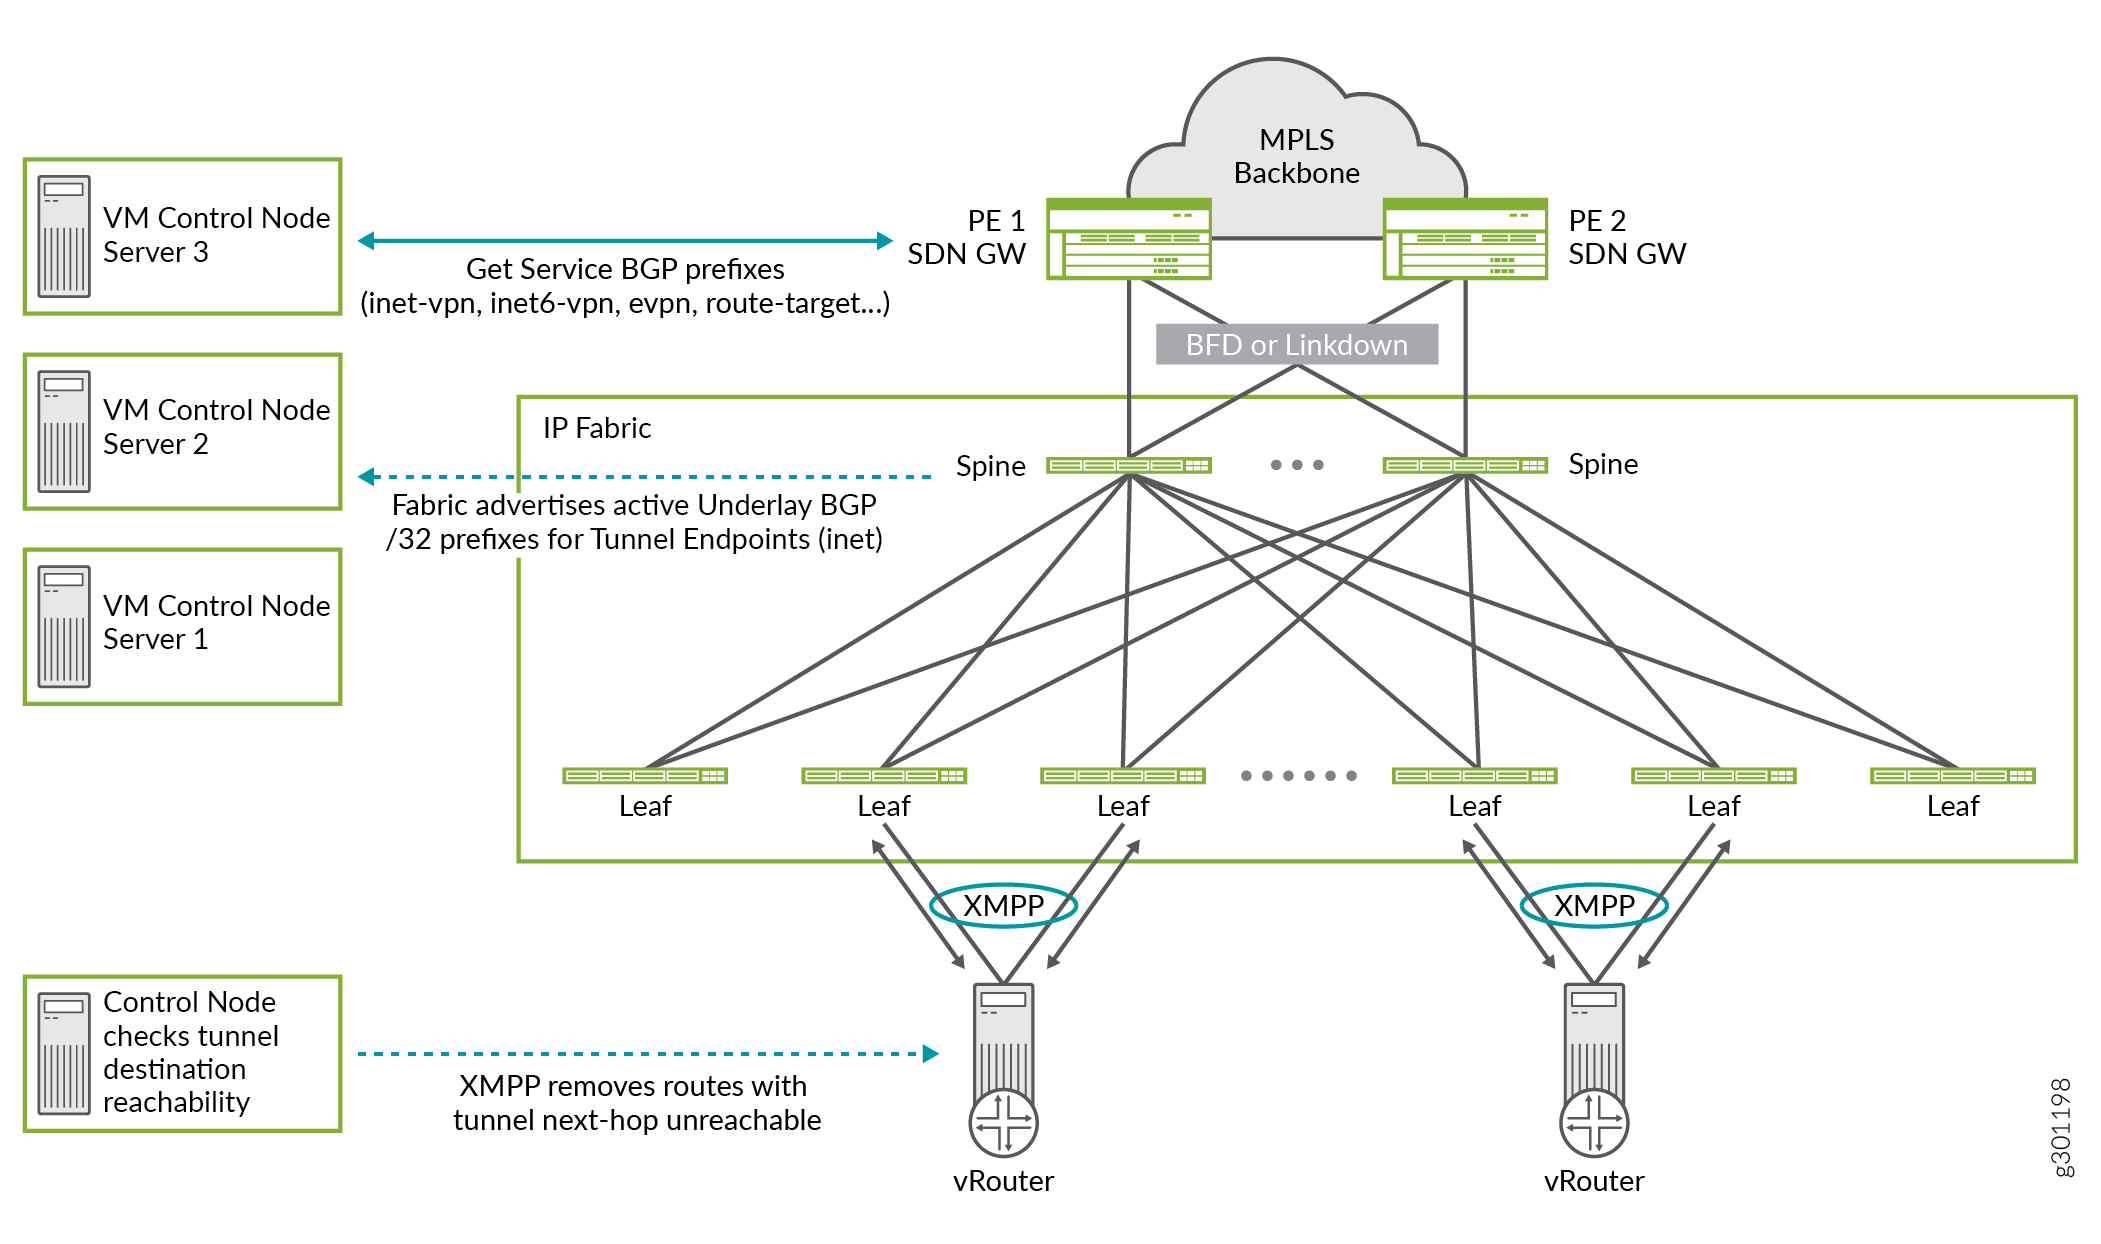 MPLS
Backbone
VM Control Node
Server 3
PE 1
SDN GW
PE 2
SDN GW
Get Service BGP prefixes
(inet-vpn, inet6-vpn, evpn, route-target...)
BFD or Linkdown
VM Control Node
Server 2
IP Fabric
Spine
Spine
Fabric advertises active Underlay BGP
/32 prefixes for Tunnel Endpoints (inet)
VM Control Node
Server 1
Leaf
Leaf
Leaf
Leaf
Leaf
Leaf
XMPP
XMPP
Control Node
checks tunnel
destination
reachability
XMPP removes routes with
tunnel next-hop unreachable
vRouter
vRouter
g301198